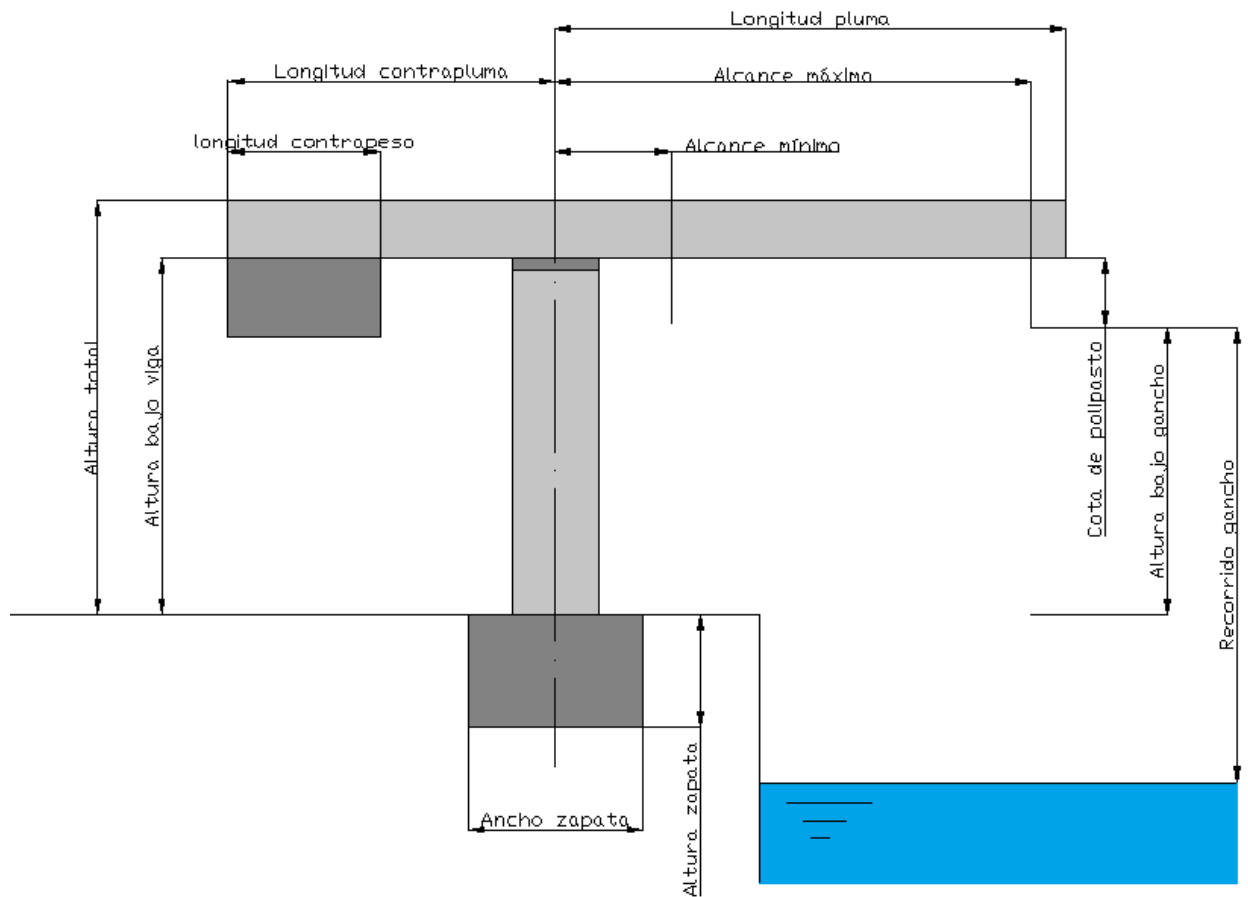 Longitud pluma
Longitud contrapluma
Alcance máximo
longitud contrapeso
Alcance mínimo
Altura total
Altura bajo viga
Cota de polipasto
Altura bajo gancho
Recorrido gancho
Ancho zapata
Altura zapata